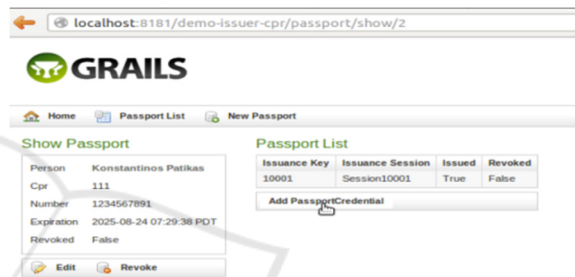 localhost:8181/demo-issuer-cpr/passport/show/2
GRAILS
Home Passport List New Passport
Show Passport
Person Konstantinos Patikas
Cpr 111
Number 1234567891
Expiration 2025-08-24 07:29:38 PDT
Revoked False
Edit Revoke
Passport List
Issuance Key Issuance Session Issued Revoked
10001 Session10001 True False
Add PassportCredential